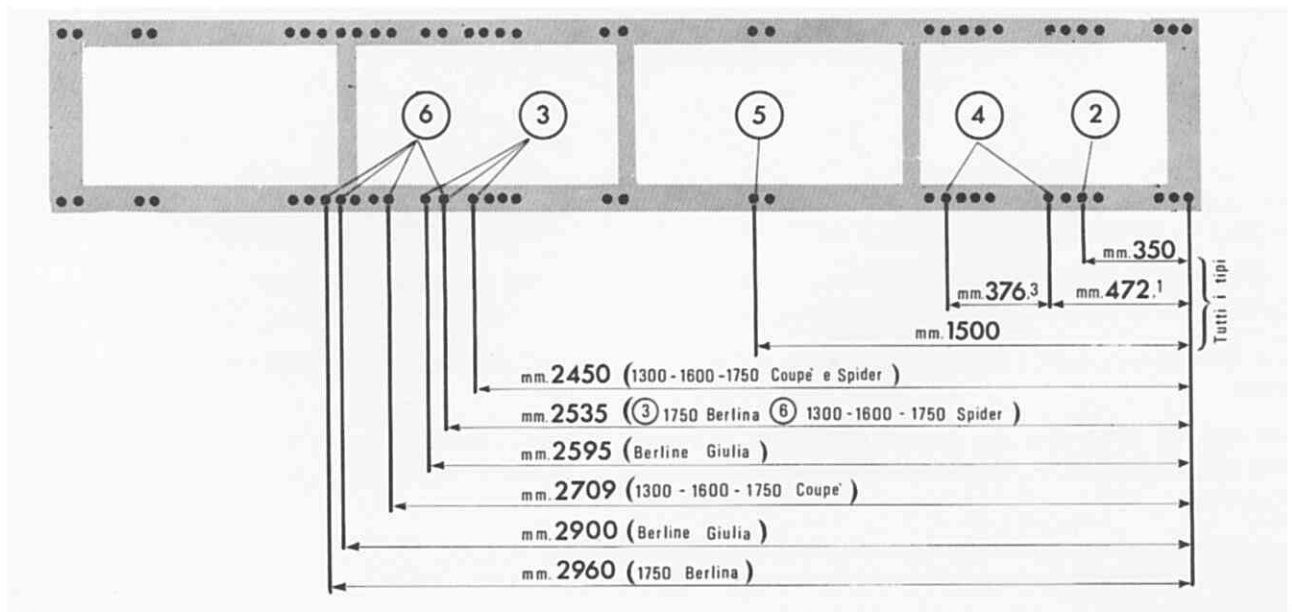 6 3 5 4 2
mm.350
mm.376,3 mm.472,1
Tutti i tipi
mm.1500
mm.2450 (1300-1600-1750 Coupe' e Spider)
mm.2535 (3 1750 Berlina 6 1300-1600-1750 Spider)
mm.2595 (Berline Giulia)
mm.2709 (1300-1600-1750 Coupe')
mm.2900 (Berline Giulia)
mm.2960 (1750 Berlina)